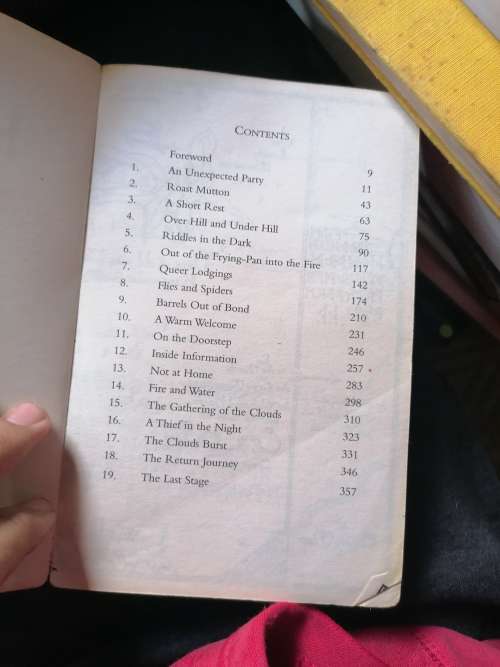 CONTENTS
Foreword 9
1. An Unexpected Party 11
2. Roast Mutton 43
3. A Short Rest 63
4. Over Hill and Under Hill 75
5. Riddles in the Dark 90
6. Out of the Frying-Pan into the Fire 117
7. Queer Lodgings 142
8. Flies and Spiders 174
9. Barrels Out of Bond 210
10. A Warm Welcome 231
11. On the Doorstep 246
12. Inside Information 257
13. Not at Home 283
14. Fire and Water 298
15. The Gathering of the Clouds 310
16. A Thief in the Night 323
17. The Clouds Burst 331
18. The Return Journey 346
19. The Last Stage 357